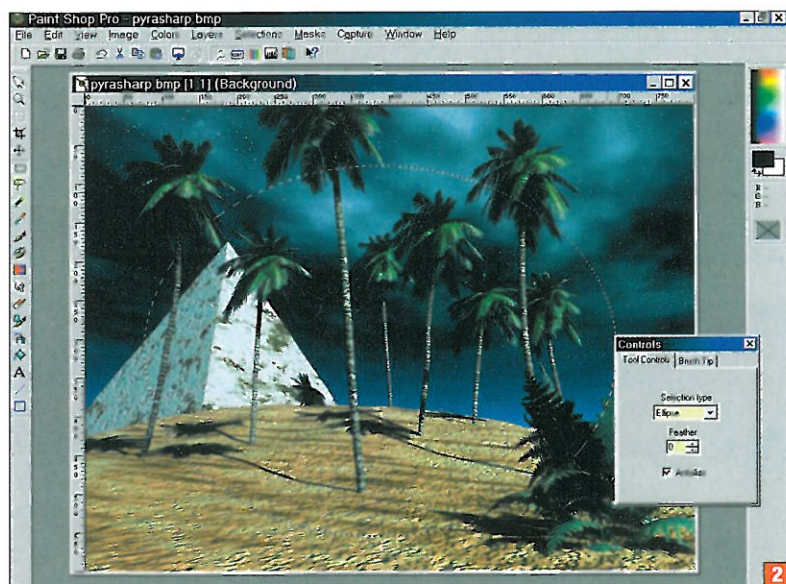 Paint Shop Pro - pyrasharp.bmp
File Edit View Image Colors Layers Selections Masks Capture Window Help
pyrasharp.bmp [1:1] (Background)
Controls
Tool Controls Brush Tip
Selection type
Ellipse
Feather
0
Antialias
R
G
B
A
2